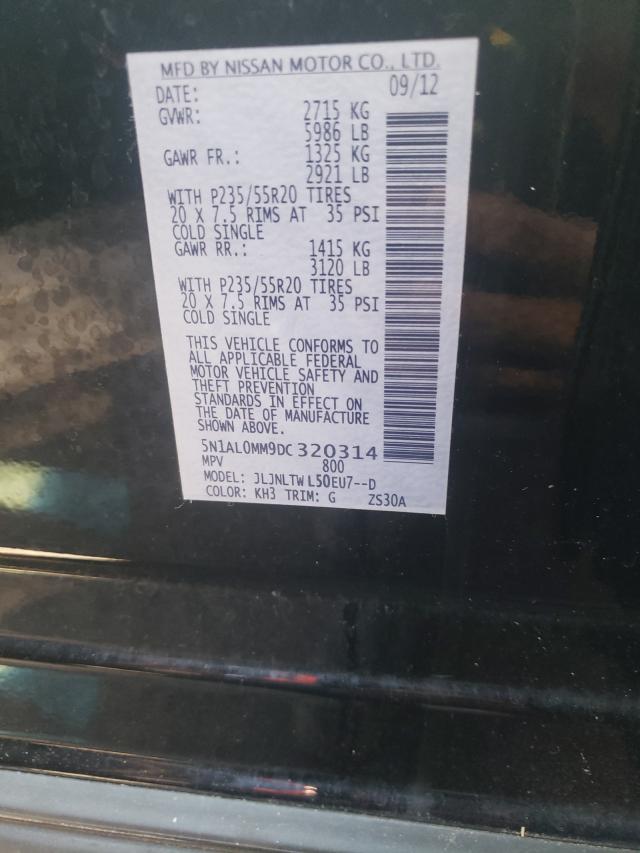 MFD BY NISSAN MOTOR CO., LTD.
DATE: 09/12
GVWR: 2715 KG
5986 LB
GAWR FR.: 1325 KG
2921 LB
WITH P235/55R20 TIRES
20 X 7.5 RIMS AT 35 PSI
COLD SINGLE
GAWR RR.: 1415 KG
3120 LB
WITH P235/55R20 TIRES
20 X 7.5 RIMS AT 35 PSI
COLD SINGLE
THIS VEHICLE CONFORMS TO
ALL APPLICABLE FEDERAL
MOTOR VEHICLE SAFETY AND
THEFT PREVENTION
STANDARDS IN EFFECT ON
THE DATE OF MANUFACTURE
SHOWN ABOVE.
5N1AL0MM9DC320314
MPV 800
MODEL: JLJNLTW L50EU7--D
COLOR: KH3 TRIM: G ZS30A